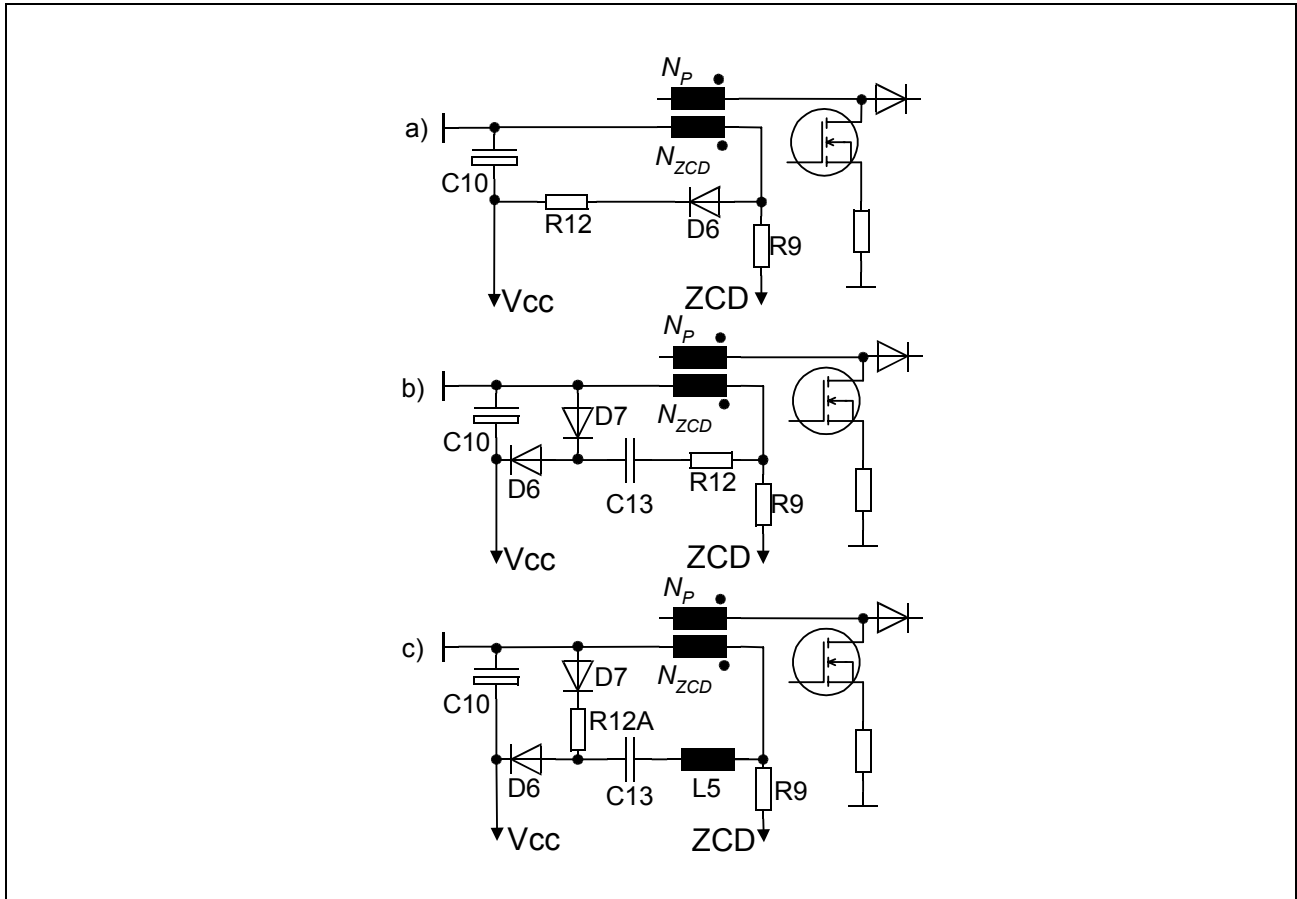 N_P
a)
N_ZCD
C10
R12
D6
R9
Vcc
ZCD
N_P
b)
D7
N_ZCD
C10
D6
C13
R12
R9
Vcc
ZCD
N_P
c)
D7
N_ZCD
C10
R12A
D6
C13
L5
R9
Vcc
ZCD